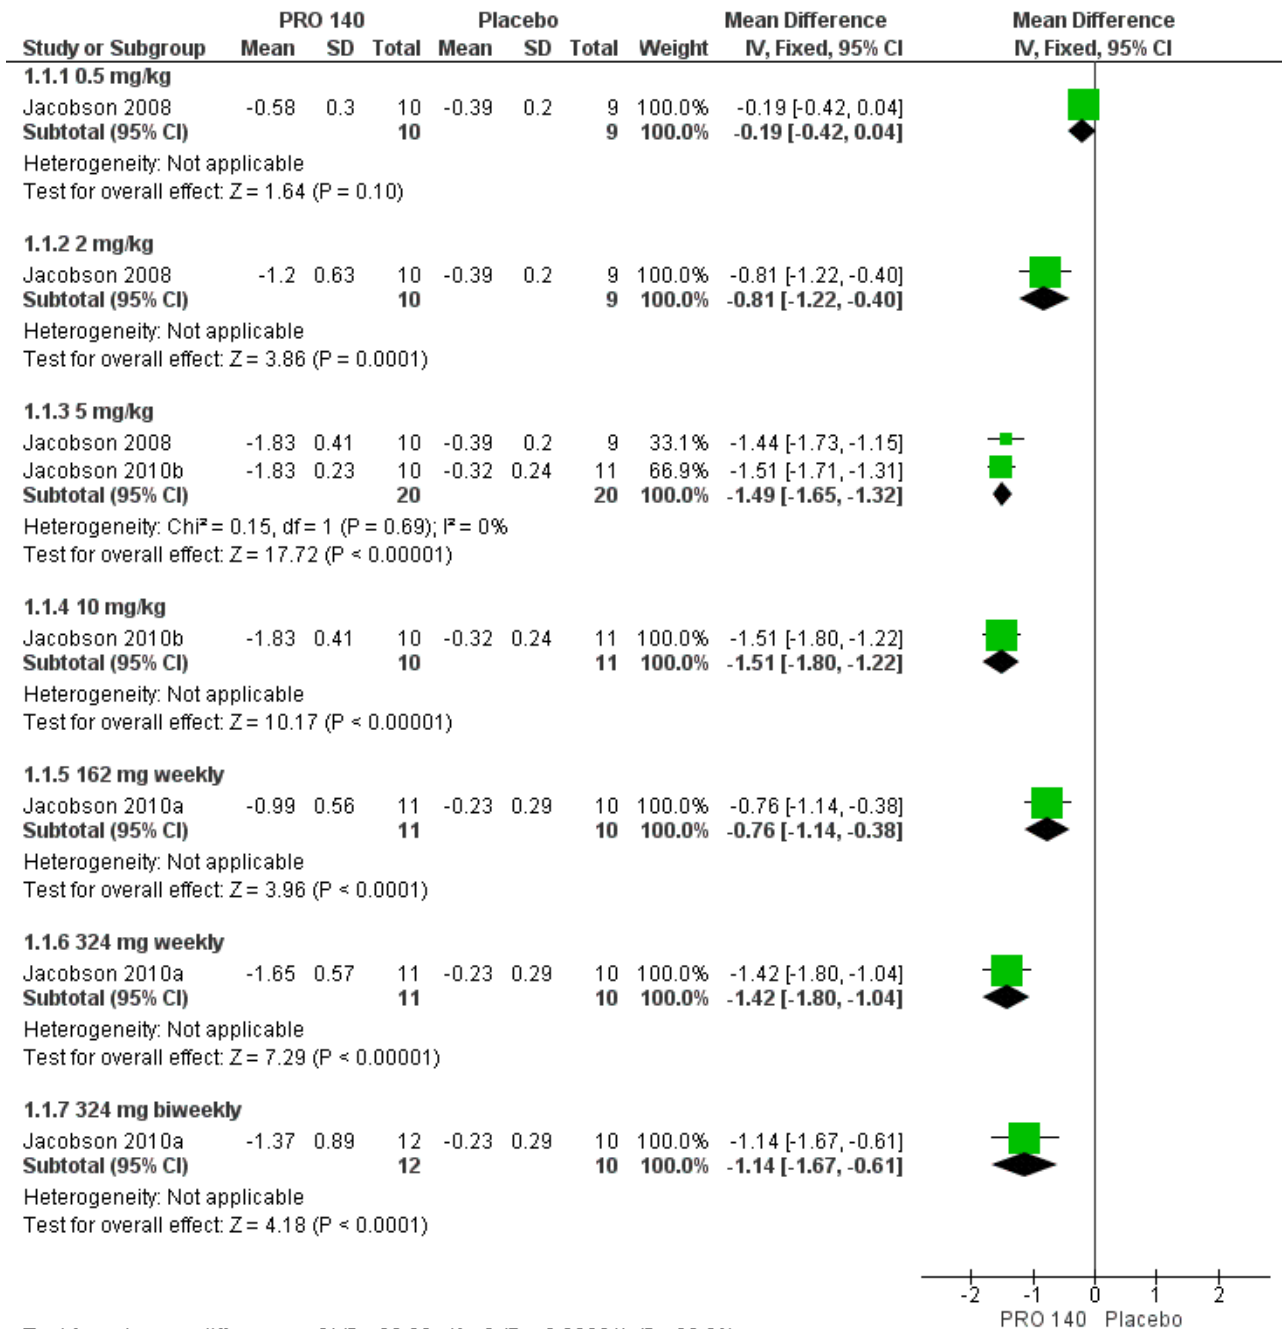 PRO 140 Placebo Mean Difference Mean Difference
Study or Subgroup Mean SD Total Mean SD Total Weight IV, Fixed, 95% CI IV, Fixed, 95% CI
1.1.1 0.5 mg/kg
Jacobson 2008 -0.58 0.3 10 -0.39 0.2 9 100.0% -0.19 [-0.42, 0.04]
Subtotal (95% CI) 10 9 100.0% -0.19 [-0.42, 0.04]
Heterogeneity: Not applicable
Test for overall effect: Z = 1.64 (P = 0.10)
1.1.2 2 mg/kg
Jacobson 2008 -1.2 0.63 10 -0.39 0.2 9 100.0% -0.81 [-1.22, -0.40]
Subtotal (95% CI) 10 9 100.0% -0.81 [-1.22, -0.40]
Heterogeneity: Not applicable
Test for overall effect: Z = 3.86 (P = 0.0001)
1.1.3 5 mg/kg
Jacobson 2008 -1.83 0.41 10 -0.39 0.2 9 33.1% -1.44 [-1.73, -1.15]
Jacobson 2010b -1.83 0.23 10 -0.32 0.24 11 66.9% -1.51 [-1.71, -1.31]
Subtotal (95% CI) 20 20 100.0% -1.49 [-1.65, -1.32]
Heterogeneity: Chi² = 0.15, df = 1 (P = 0.69); I² = 0%
Test for overall effect: Z = 17.72 (P < 0.00001)
1.1.4 10 mg/kg
Jacobson 2010b -1.83 0.41 10 -0.32 0.24 11 100.0% -1.51 [-1.80, -1.22]
Subtotal (95% CI) 10 11 100.0% -1.51 [-1.80, -1.22]
Heterogeneity: Not applicable
Test for overall effect: Z = 10.17 (P < 0.00001)
1.1.5 162 mg weekly
Jacobson 2010a -0.99 0.56 11 -0.23 0.29 10 100.0% -0.76 [-1.14, -0.38]
Subtotal (95% CI) 11 10 100.0% -0.76 [-1.14, -0.38]
Heterogeneity: Not applicable
Test for overall effect: Z = 3.96 (P < 0.0001)
1.1.6 324 mg weekly
Jacobson 2010a -1.65 0.57 11 -0.23 0.29 10 100.0% -1.42 [-1.80, -1.04]
Subtotal (95% CI) 11 10 100.0% -1.42 [-1.80, -1.04]
Heterogeneity: Not applicable
Test for overall effect: Z = 7.29 (P < 0.00001)
1.1.7 324 mg biweekly
Jacobson 2010a -1.37 0.89 12 -0.23 0.29 10 100.0% -1.14 [-1.67, -0.61]
Subtotal (95% CI) 12 10 100.0% -1.14 [-1.67, -0.61]
Heterogeneity: Not applicable
Test for overall effect: Z = 4.18 (P < 0.0001)
-2 -1 0 1 2
PRO 140 Placebo